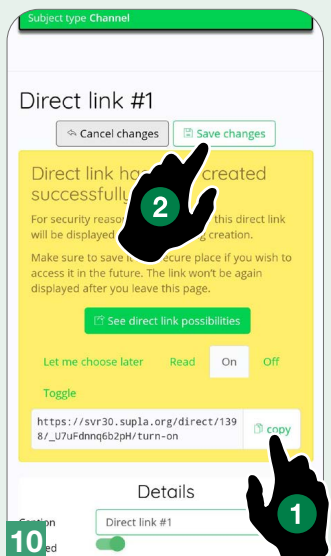 Subject type Channel
Direct link #1
Cancel changes
Save changes
Direct link ha created
successfully
For security reaso this direct link
will be displayed g creation.
Make sure to save i ecure place if you wish to
access it in the future. The link won't be again
displayed after you leave this page.
See direct link possibilities
Let me choose later Read On Off
Toggle
https://svr30.supla.org/direct/139
8/_U7uFdnnq6b2pH/turn-on
copy
Details
Direct link #1
2
1
10